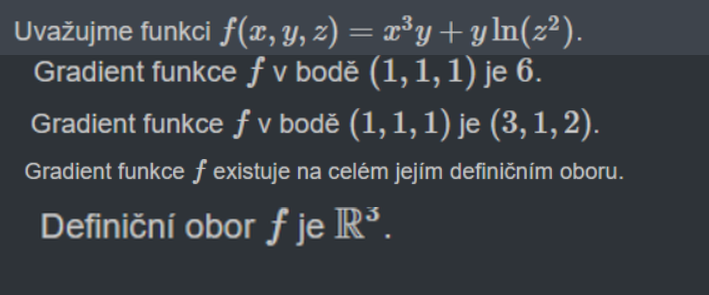 Uvažujme funkci f(x, y, z) = x³y + y ln(z²).
Gradient funkce f v bodě (1, 1, 1) je 6.
Gradient funkce f v bodě (1, 1, 1) je (3, 1, 2).
Gradient funkce f existuje na celém jejím definičním oboru.
Definiční obor f je ℝ³.